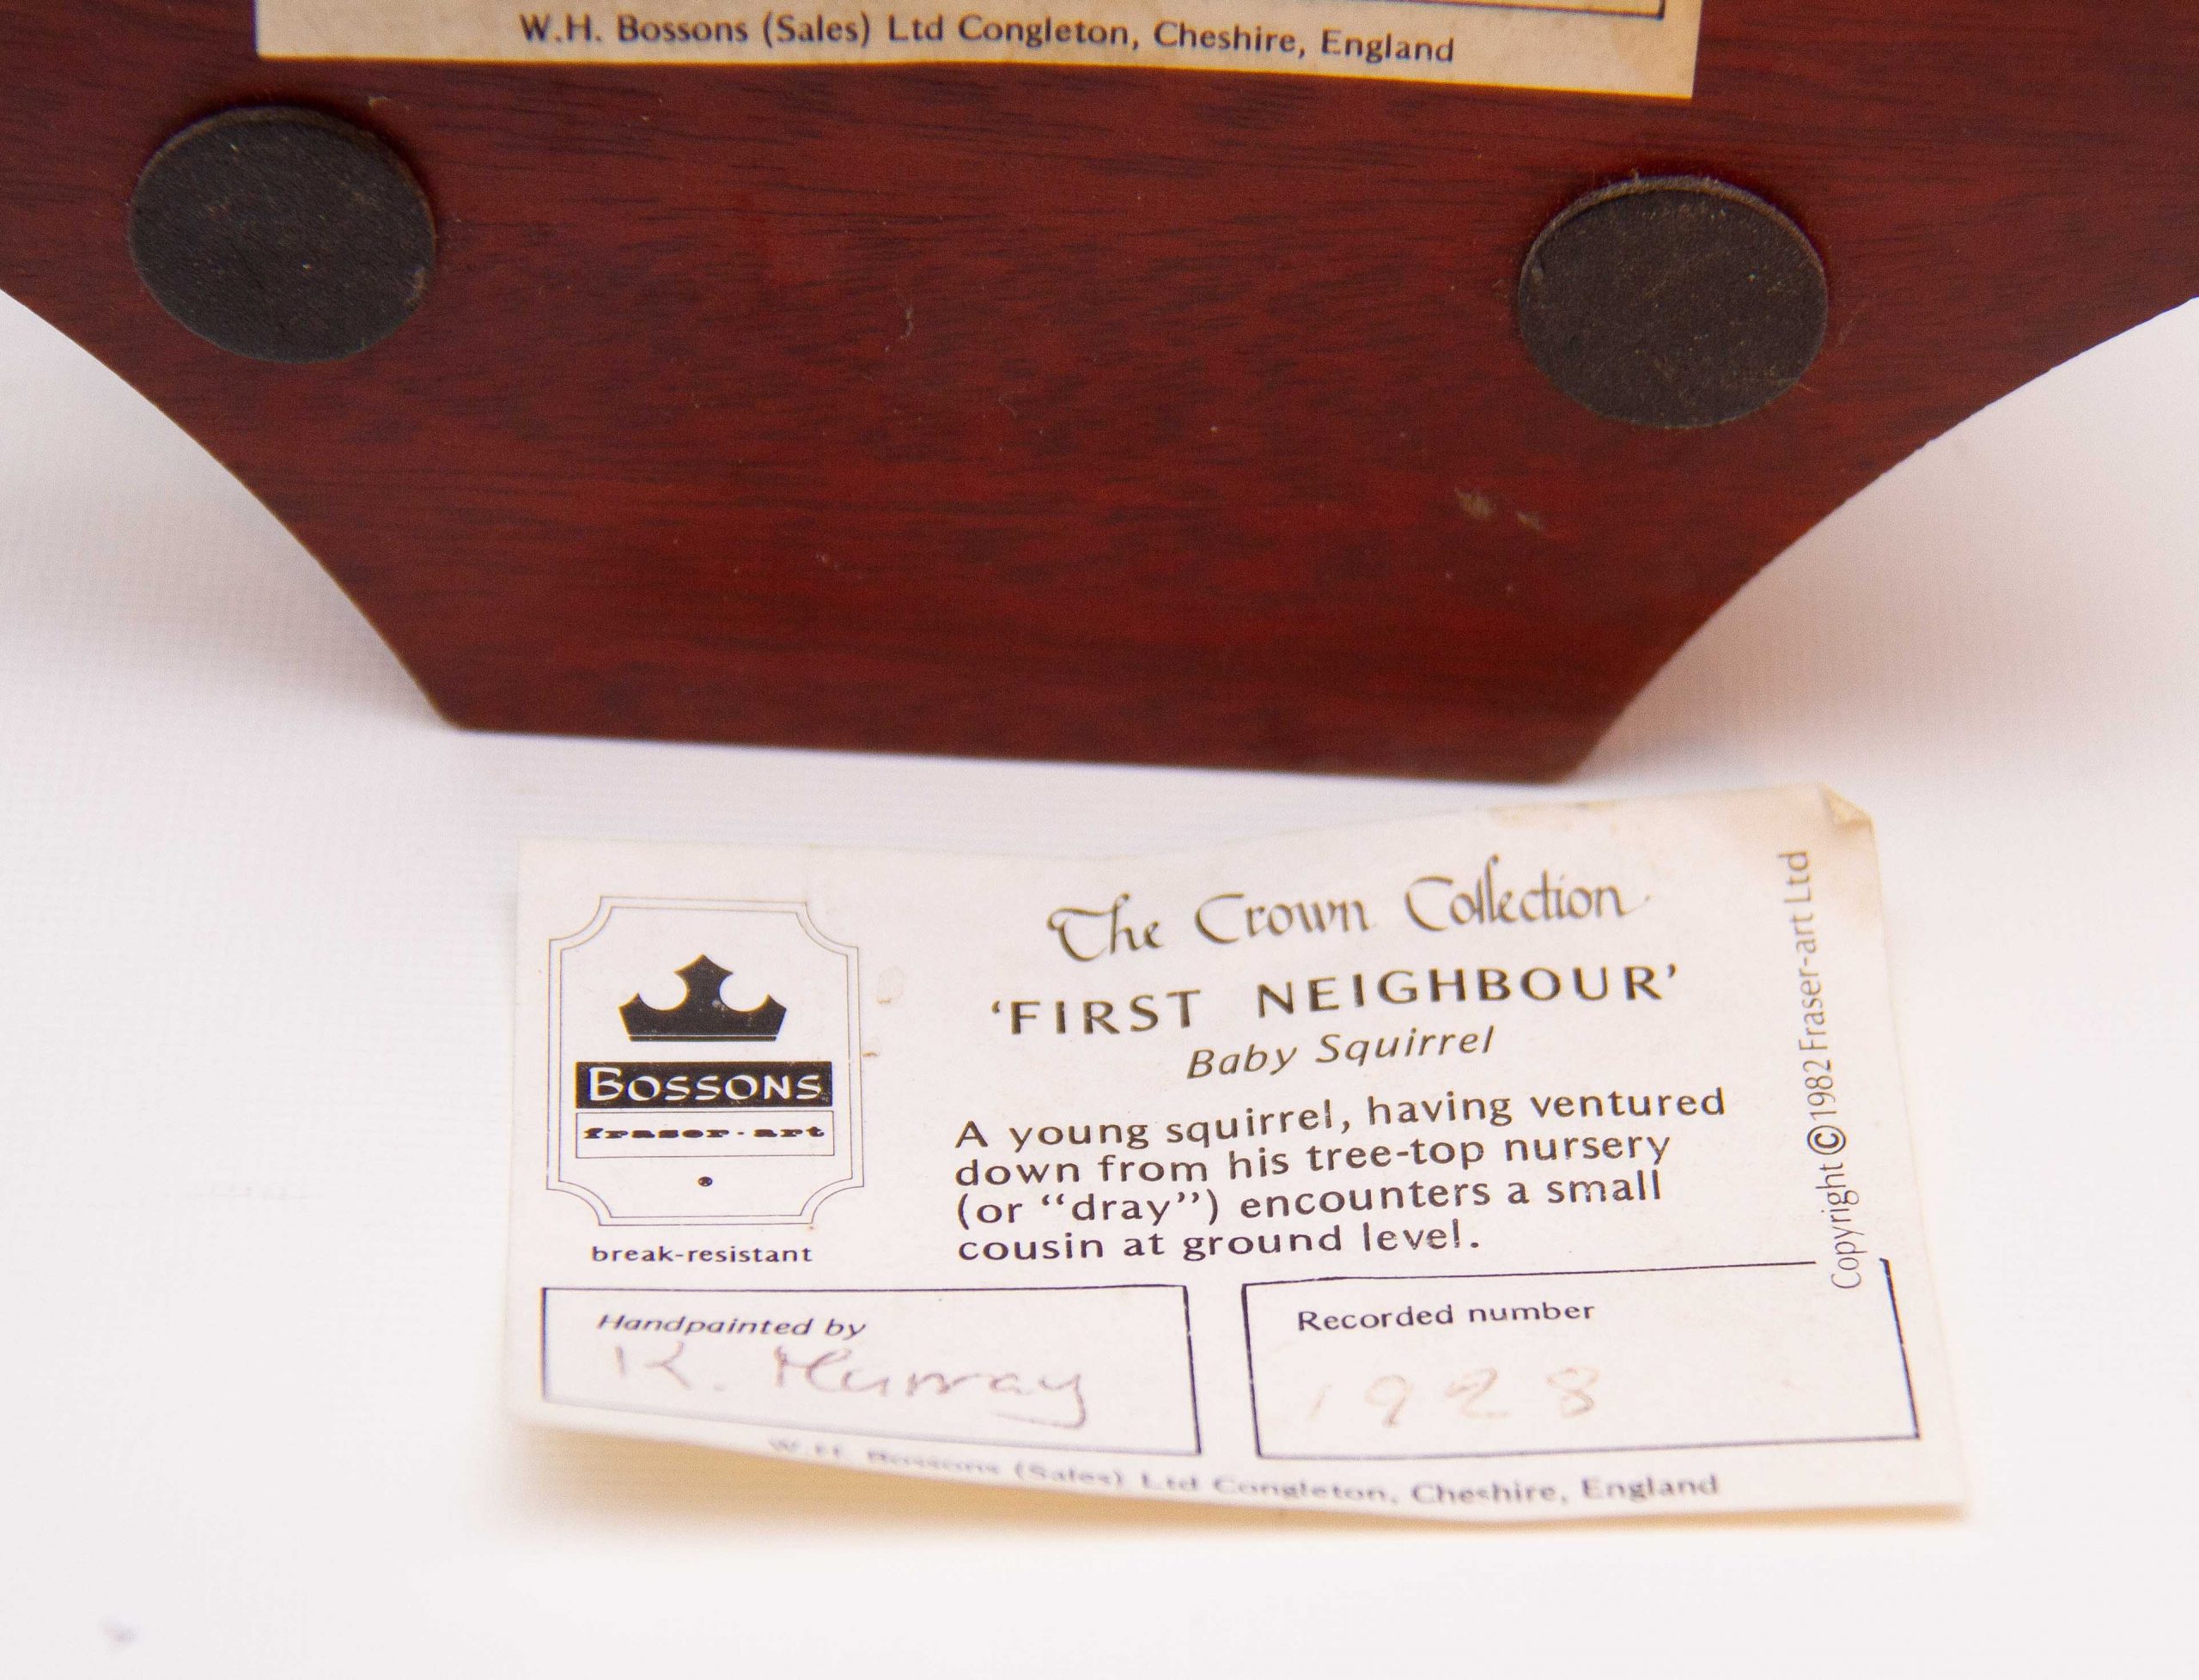 W.H. Bossons (Sales) Ltd Congleton, Cheshire, England
The Crown Collection
'FIRST NEIGHBOUR'
Baby Squirrel
A young squirrel, having ventured
down from his tree-top nursery
(or “dray”) encounters a small
cousin at ground level.
Copyright © 1982 Fraser-art Ltd
BOSSONS
fraser-art
®
break-resistant
Handpainted by
K. Murray
Recorded number
1928
W.H. Bossons (Sales) Ltd Congleton, Cheshire, England